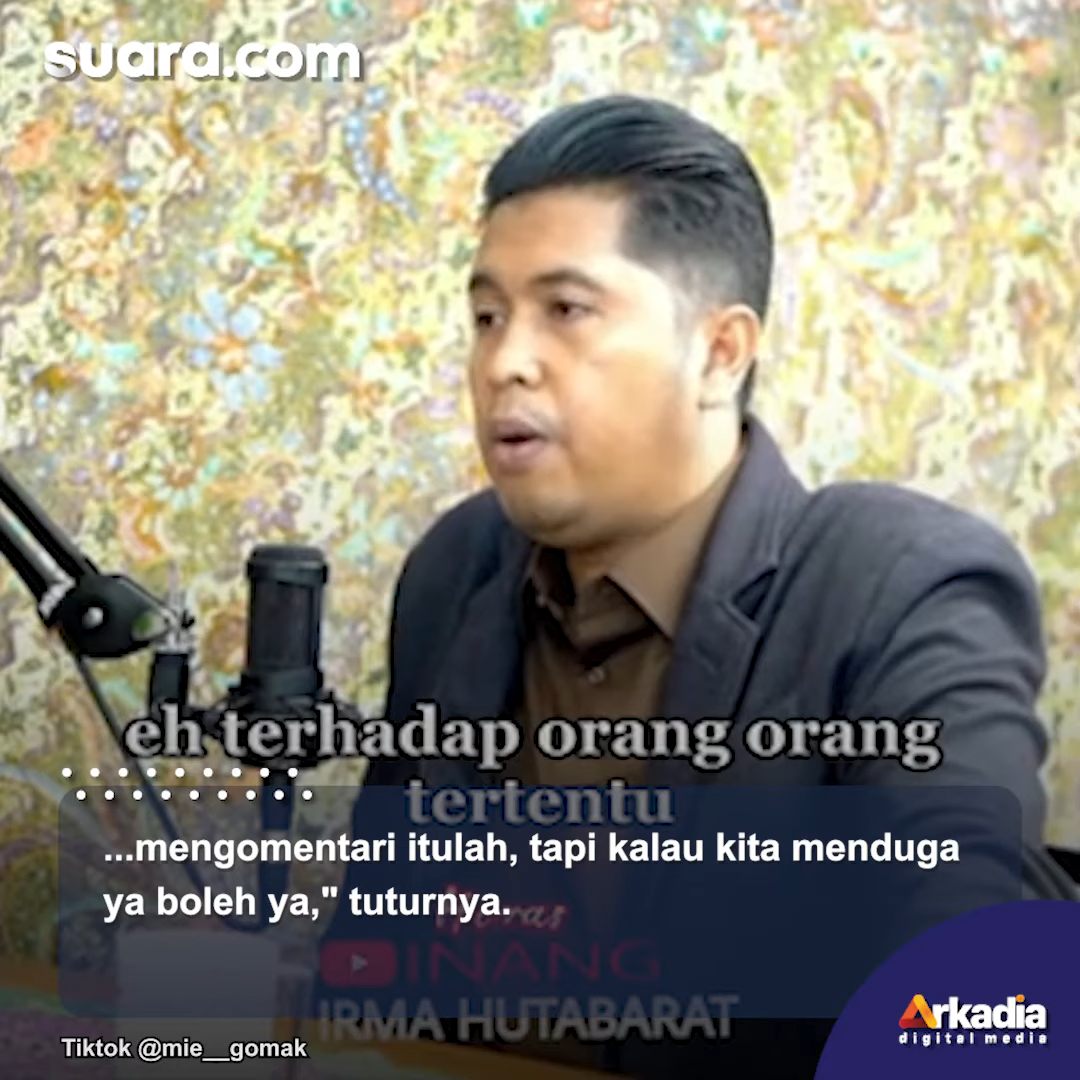 suara.com
eh terhadap orang orang
tertentu
...mengomentari itulah, tapi kalau kita menduga
ya boleh ya," tuturnya.
INANG
IRMA HUTABARAT
Tiktok @mie__gomak
Arkadia
digital media